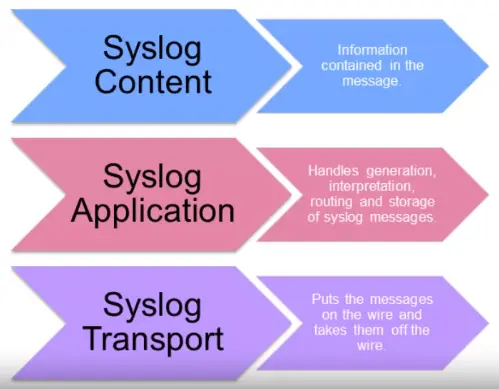 Syslog
Content
Information
contained in the
message.
Syslog
Application
Handles generation,
interpretation,
routing and storage
of syslog messages.
Syslog
Transport
Puts the messages
on the wire and
takes them off the
wire.